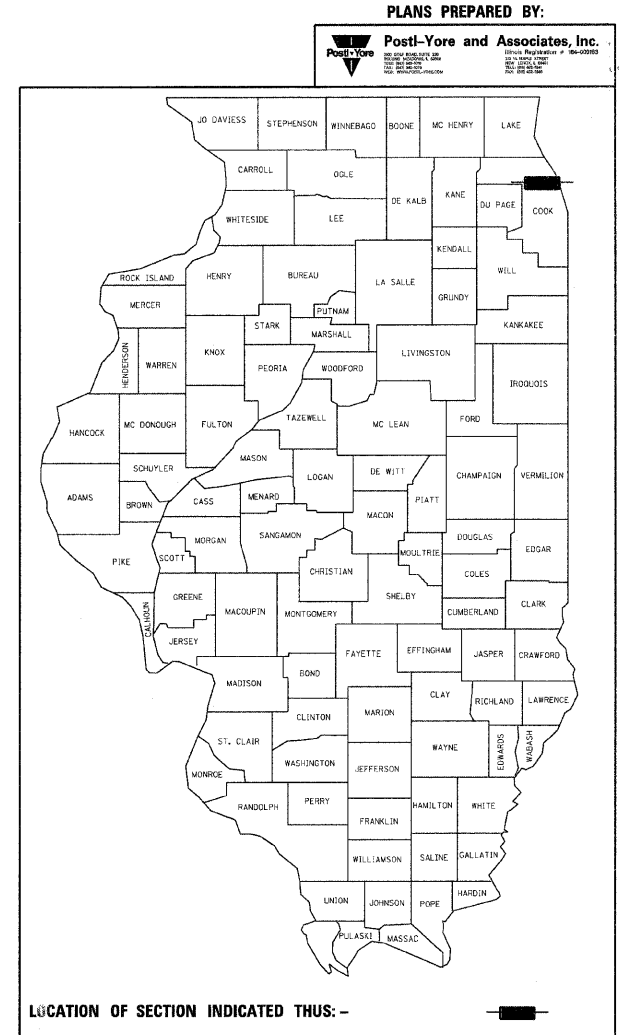 PLANS PREPARED BY:
Postl-Yore
Postl-Yore and Associates, Inc.
Illinois Registration # 184-000183
JO DAVIESS STEPHENSON WINNEBAGO BOONE MC HENRY LAKE
CARROLL OGLE DE KALB KANE DU PAGE COOK
WHITESIDE LEE
KENDALL WILL
ROCK ISLAND HENRY BUREAU LA SALLE
MERCER PUTNAM GRUNDY
STARK MARSHALL KANKAKEE
HENDERSON WARREN KNOX PEORIA WOODFORD LIVINGSTON
IROQUOIS
HANCOCK MC DONOUGH FULTON TAZEWELL MC LEAN FORD
MASON
SCHUYLER DE WITT
ADAMS BROWN CASS MENARD LOGAN PIATT CHAMPAIGN VERMILION
MACON
PIKE SCOTT MORGAN SANGAMON MOULTRIE DOUGLAS EDGAR
CHRISTIAN COLES
CALHOUN GREENE MACOUPIN MONTGOMERY SHELBY CUMBERLAND CLARK
JERSEY
FAYETTE EFFINGHAM JASPER CRAWFORD
MADISON BOND
CLAY RICHLAND LAWRENCE
CLINTON MARION
ST. CLAIR WAYNE EDWARDS WABASH
MONROE WASHINGTON JEFFERSON
RANDOLPH PERRY HAMILTON WHITE
FRANKLIN
WILLIAMSON SALINE GALLATIN
HARDIN
UNION JOHNSON POPE
PULASKI MASSAC
LOCATION OF SECTION INDICATED THUS: -